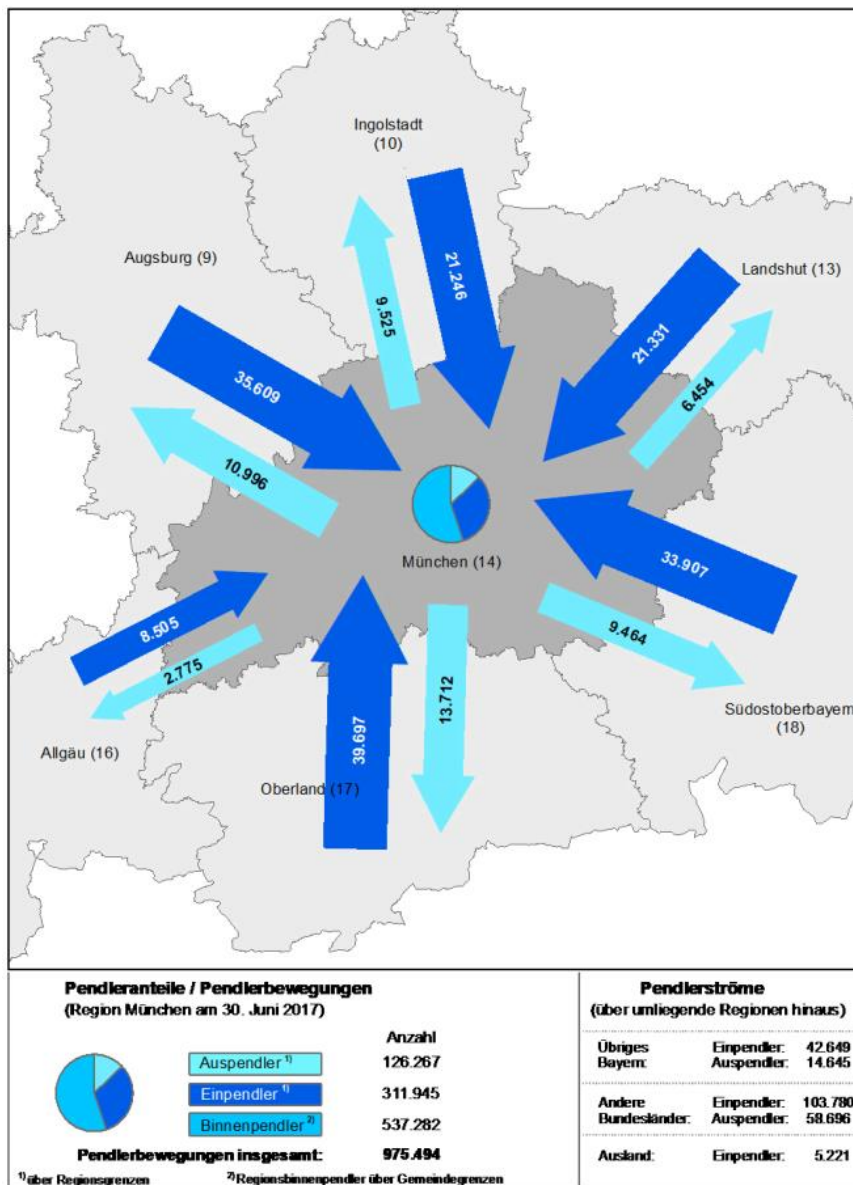 Ingolstadt
(10)
Augsburg (9)
Landshut (13)
21.246
9.525
21.331
6.454
35.609
10.996
München (14)
33.907
9.464
8.505
2.775
13.712
39.697
Südostoberbayern
(18)
Allgäu (16)
Oberland (17)
Pendleranteile / Pendlerbewegungen
(Region München am 30. Juni 2017)
Anzahl
Auspendler 1) 126.267
Einpendler 1) 311.945
Binnenpendler 2) 537.282
Pendlerbewegungen insgesamt: 975.494
1) über Regionsgrenzen 2) Regionsbinnenpendler über Gemeindegrenzen
Pendlerströme
(über umliegende Regionen hinaus)
Übriges Einpendler: 42.649
Bayern: Auspendler: 14.645
Andere Einpendler: 103.780
Bundesländer: Auspendler: 58.696
Ausland: Einpendler: 5.221